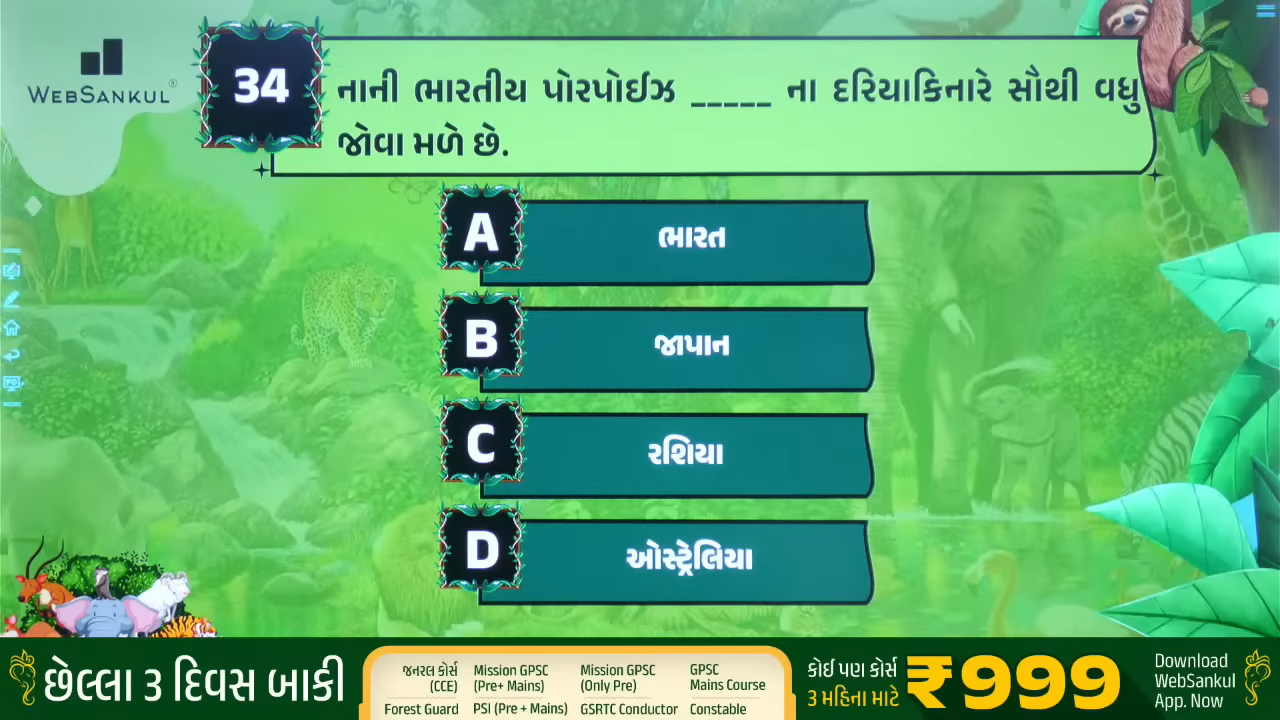 WEBSANKUL®
34
નાની ભારતીય પોરપોઈઝ _____ ના દરિયાકિનારે સૌથી વધુ
જોવા મળે છે.
A
ભારત
B
જાપાન
C
રશિયા
D
ઓસ્ટ્રેલિયા
છેલ્લા ૩ દિવસ બાકી
જનરલ કોર્સ
(CCE)
Mission GPSC
(Pre+ Mains)
Mission GPSC
(Only Pre)
GPSC
Mains Course
Forest Guard
PSI (Pre + Mains)
GSRTC Conductor
Constable
કોઈ પણ કોર્સ
૩ મહિના માટે
₹999
Download
WebSankul
App. Now